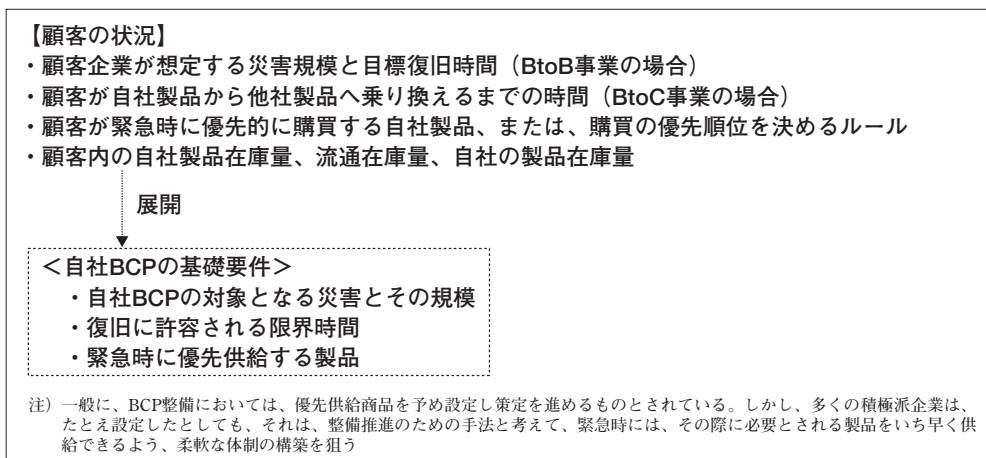 【顧客の状況】
・顧客企業が想定する災害規模と目標復旧時間（BtoB事業の場合）
・顧客が自社製品から他社製品へ乗り換えるまでの時間（BtoC事業の場合）
・顧客が緊急時に優先的に購買する自社製品、または、購買の優先順位を決めるルール
・顧客内の自社製品在庫量、流通在庫量、自社の製品在庫量
展開
＜自社BCPの基礎要件＞
・自社BCPの対象となる災害とその規模
・復旧に許容される限界時間
・緊急時に優先供給する製品
注）一般に、BCP整備においては、優先供給商品を予め設定し策定を進めるものとされている。しかし、多くの積極派企業は、
たとえ設定したとしても、それは、整備推進のための手法と考えて、緊急時には、その際に必要とされる製品をいち早く供
給できるよう、柔軟な体制の構築を狙う